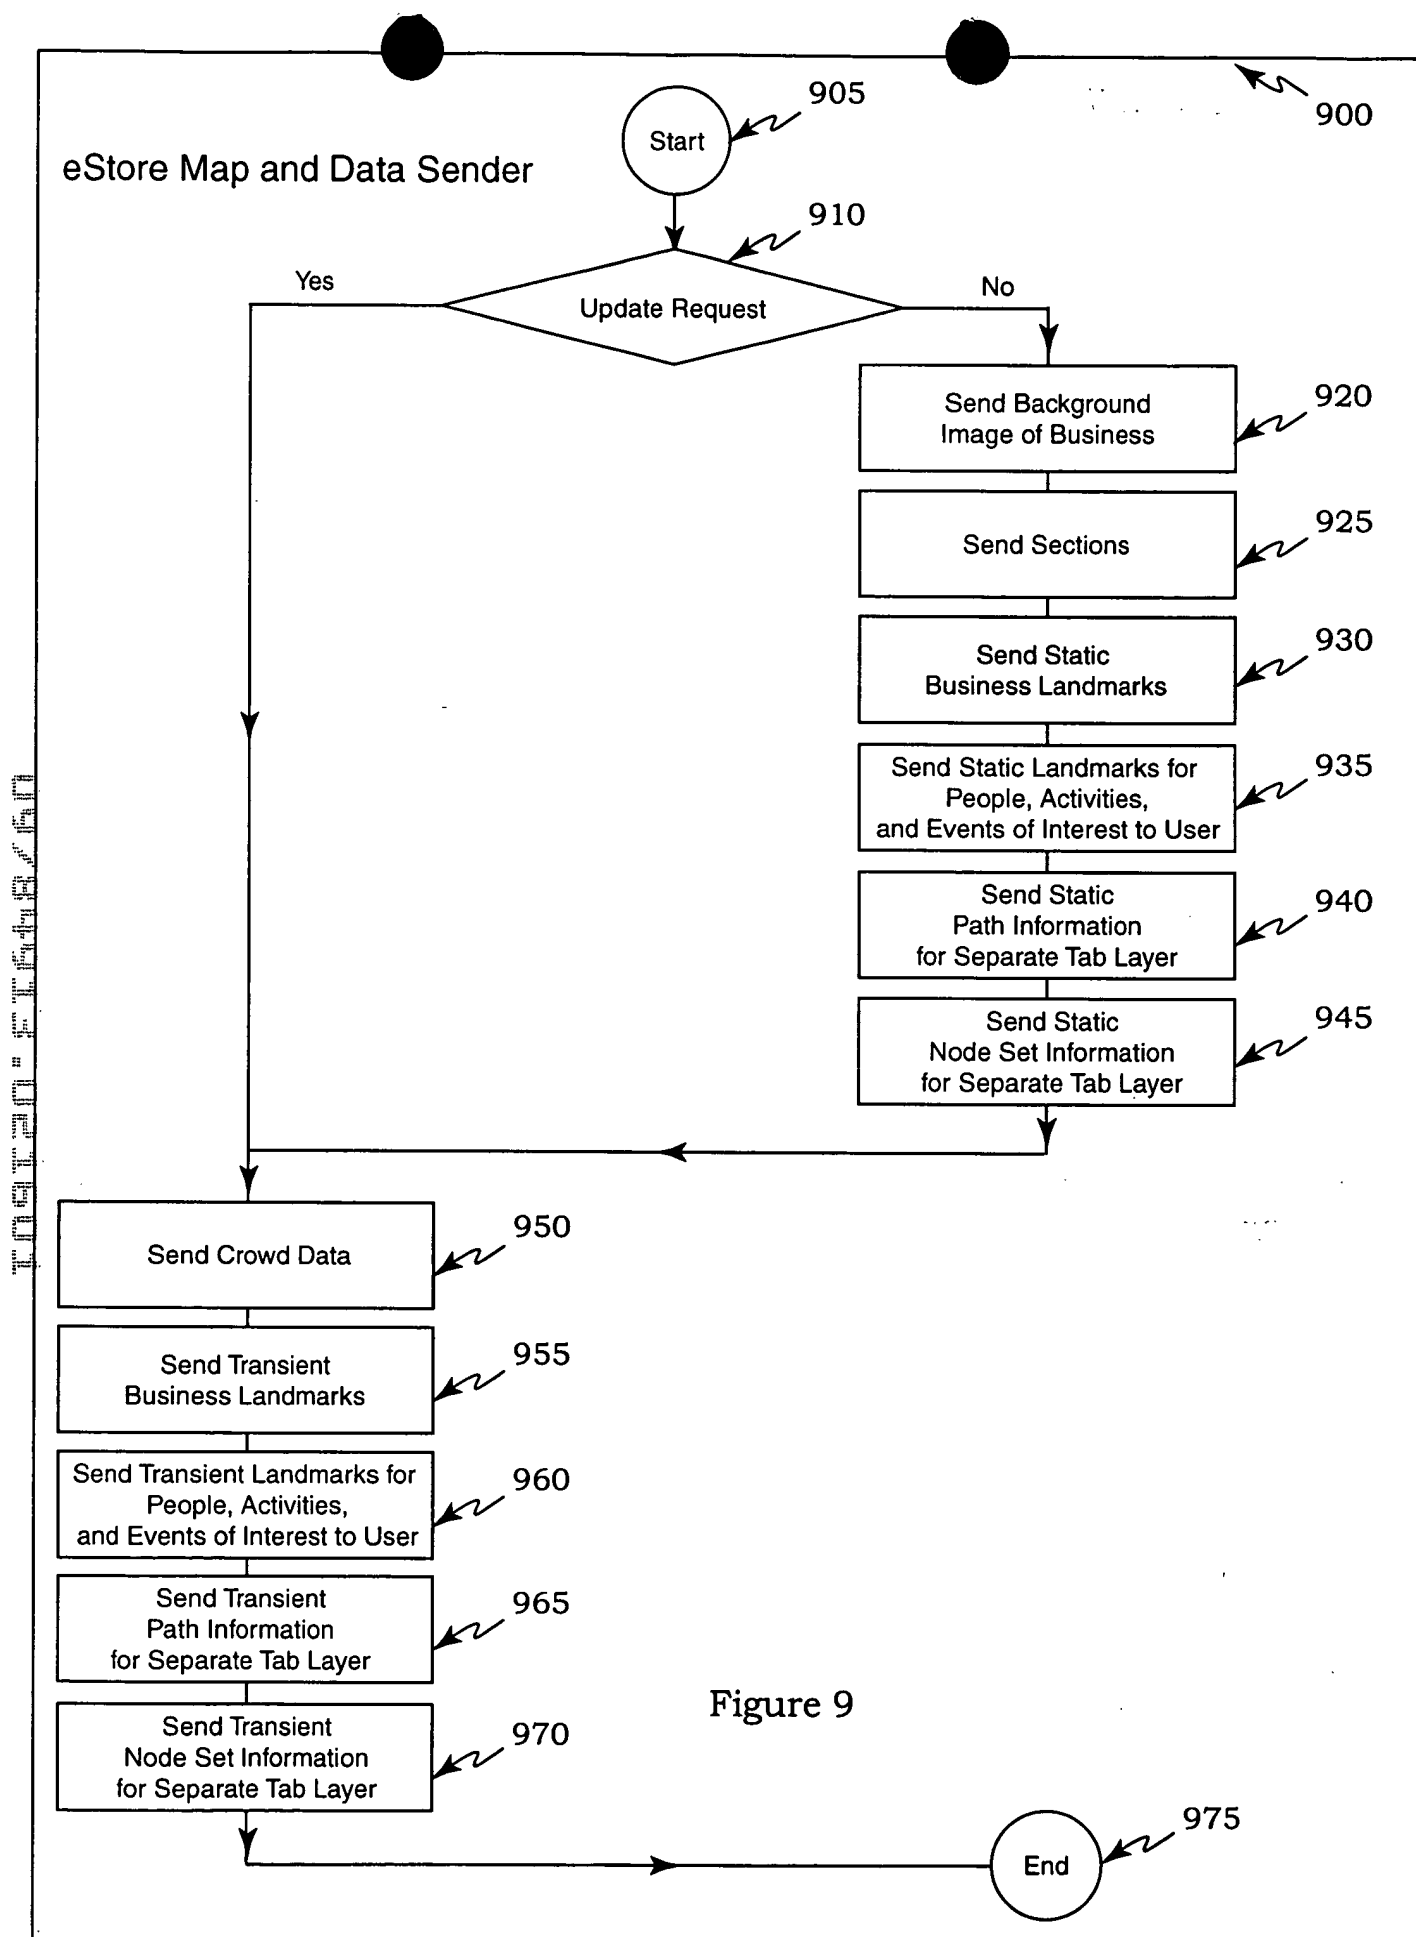 905
900
Start
eStore Map and Data Sender
910
Yes
No
Update Request
920
Send Background
Image of Business
925
Send Sections
930
Send Static
Business Landmarks
935
Send Static Landmarks for
People, Activities,
and Events of Interest to User
940
Send Static
Path Information
for Separate Tab Layer
945
Send Static
Node Set Information
for Separate Tab Layer
950
Send Crowd Data
955
Send Transient
Business Landmarks
960
Send Transient Landmarks for
People, Activities,
and Events of Interest to User
965
Send Transient
Path Information
for Separate Tab Layer
970
Send Transient
Node Set Information
for Separate Tab Layer
Figure 9
975
End